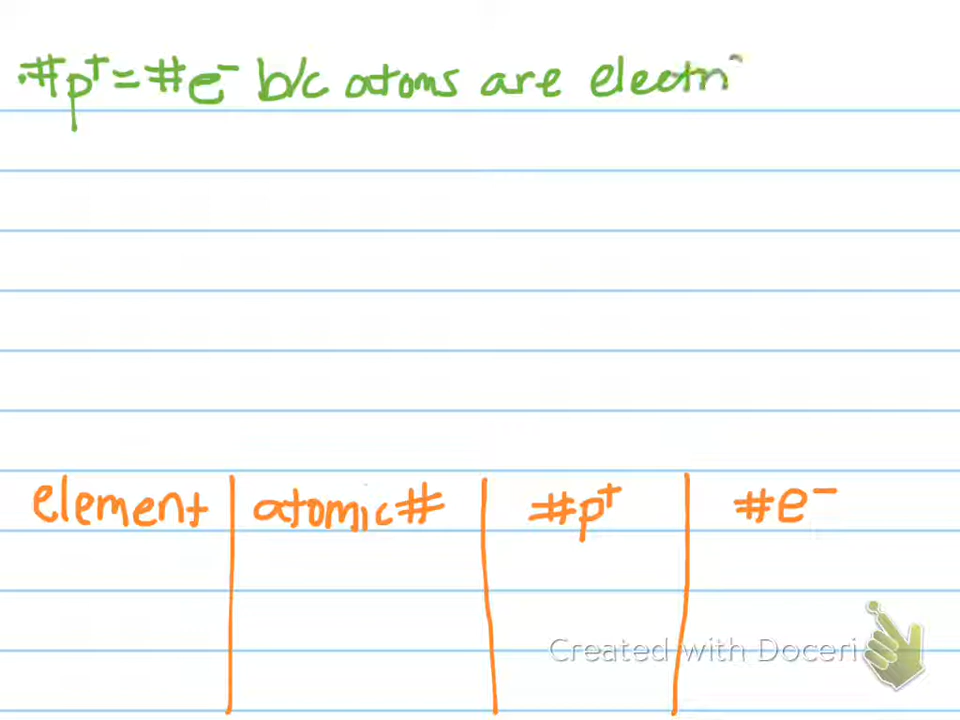 ·#p⁺=#e⁻ b/c atoms are electri
element atomic # #p⁺ #e⁻
Created with Doceri